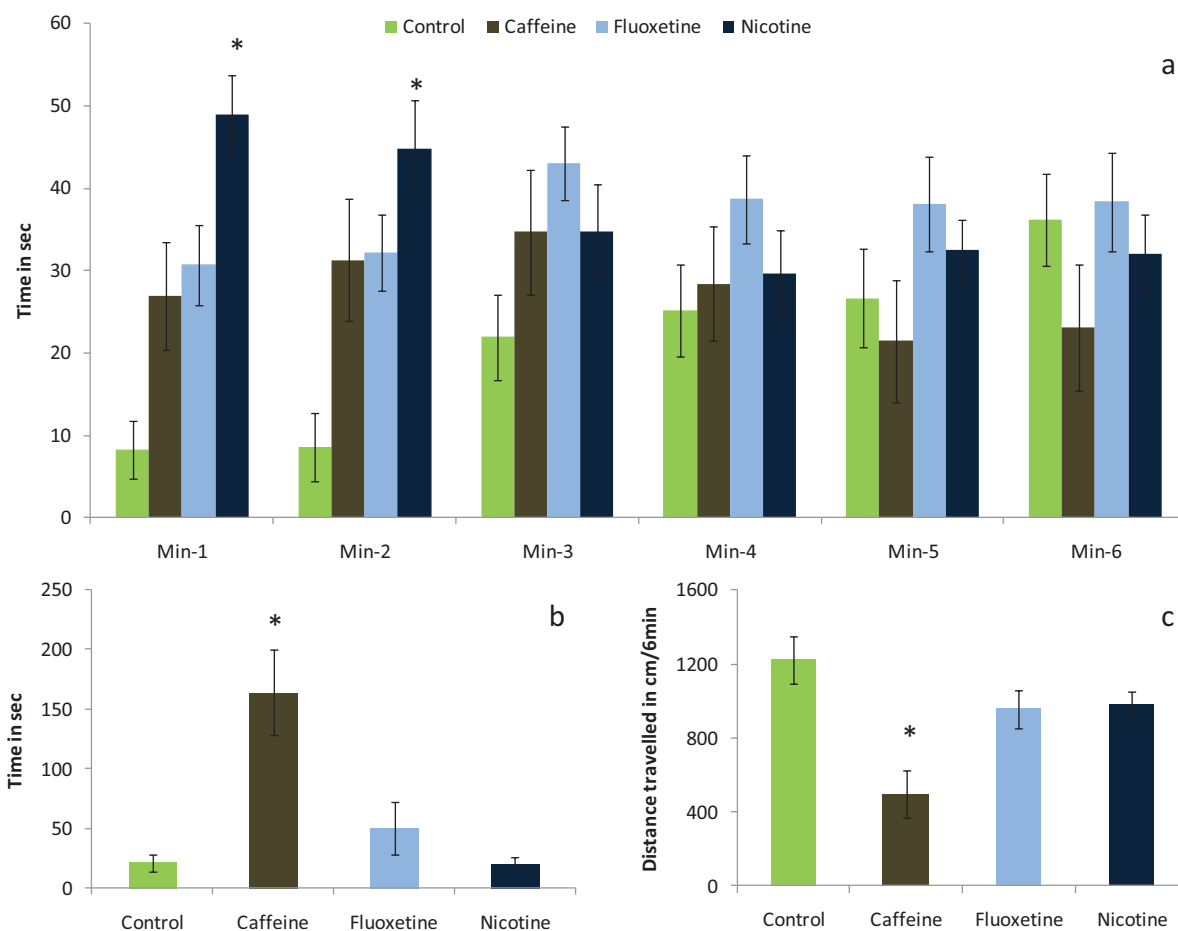 60
Control Caffeine Fluoxetine Nicotine
*
*
a
50
40
30
20
10
0
Time in sec
Min-1 Min-2 Min-3 Min-4 Min-5 Min-6
250
b
*
200
150
100
50
0
Time in sec
Control Caffeine Fluoxetine Nicotine
1600
c
1200
*
800
400
0
Distance travelled in cm/6min
Control Caffeine Fluoxetine Nicotine